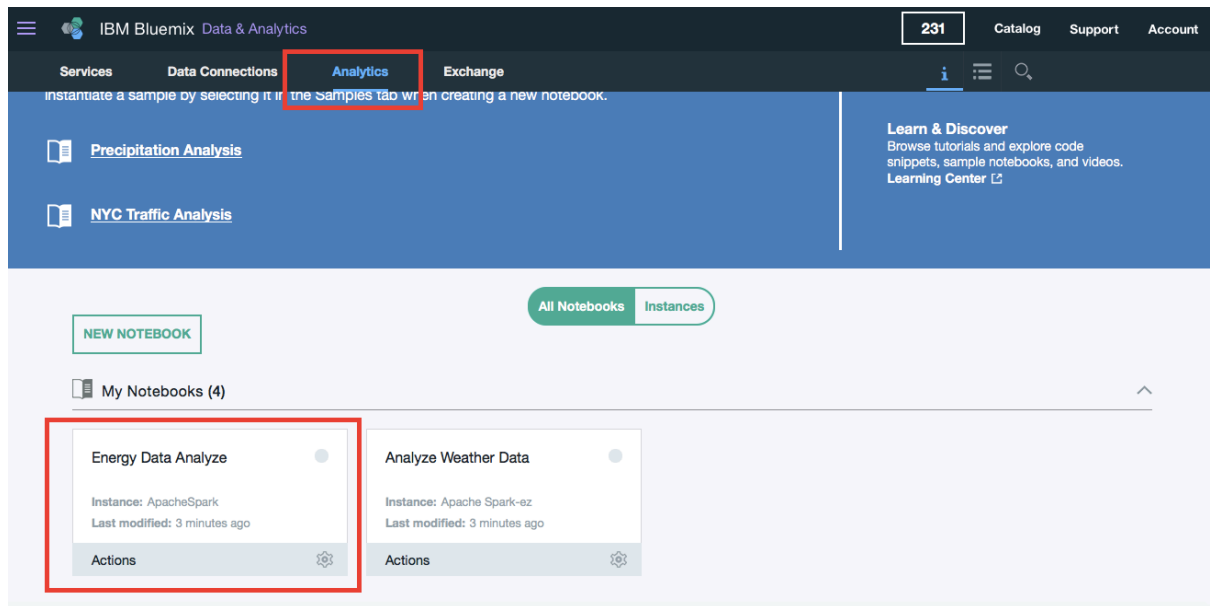 IBM Bluemix Data & Analytics
231 Catalog Support Account
Services Data Connections Analytics Exchange
instantiate a sample by selecting it in the Samples tab when creating a new notebook.
Precipitation Analysis
NYC Traffic Analysis
Learn & Discover
Browse tutorials and explore code
snippets, sample notebooks, and videos.
Learning Center
All Notebooks Instances
NEW NOTEBOOK
My Notebooks (4)
Energy Data Analyze
Instance: ApacheSpark
Last modified: 3 minutes ago
Actions
Analyze Weather Data
Instance: Apache Spark-ez
Last modified: 3 minutes ago
Actions